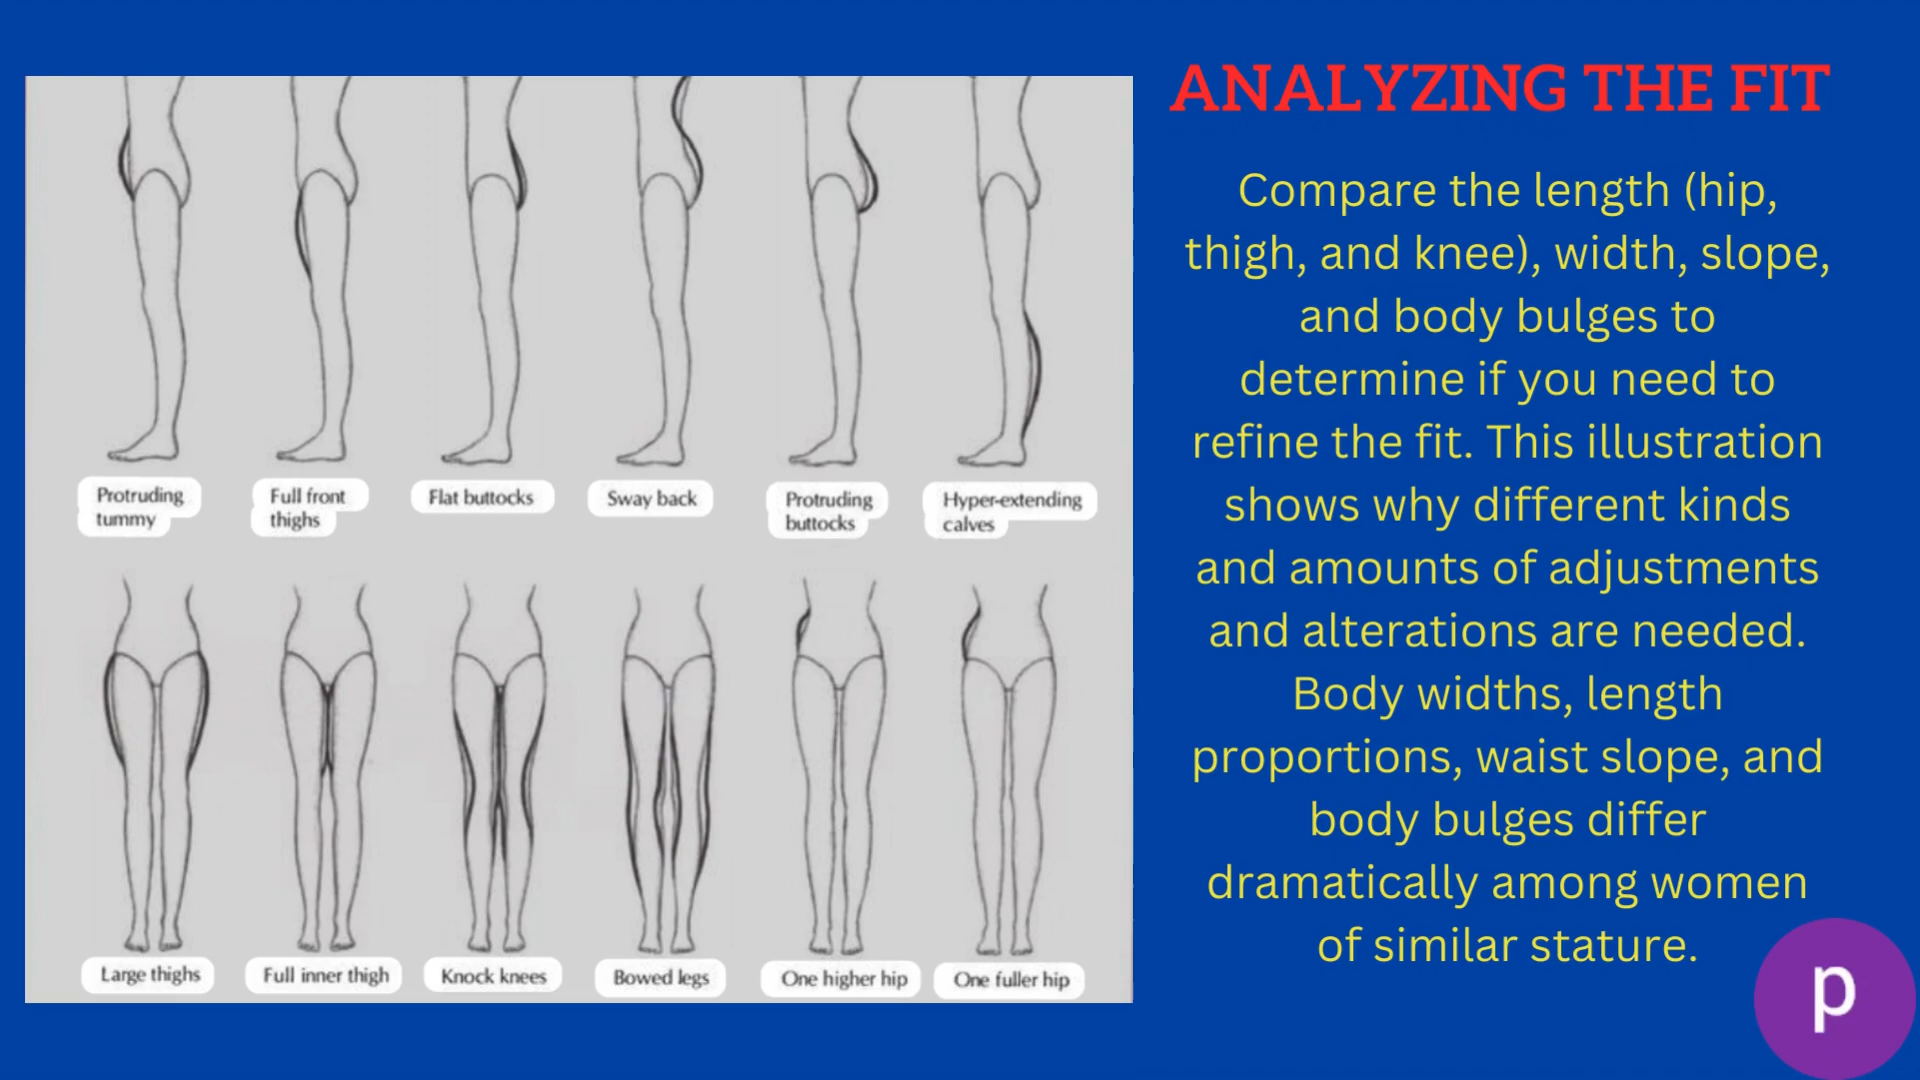 ANALYZING THE FIT
Compare the length (hip,
thigh, and knee), width, slope,
and body bulges to
determine if you need to
refine the fit. This illustration
shows why different kinds
and amounts of adjustments
and alterations are needed.
Body widths, length
proportions, waist slope, and
body bulges differ
dramatically among women
of similar stature.
Protruding
tummy
Full front
thighs
Flat buttocks
Sway back
Protruding
buttocks
Hyper-extending
calves
Large thighs
Full inner thigh
Knock knees
Bowed legs
One higher hip
One fuller hip
p